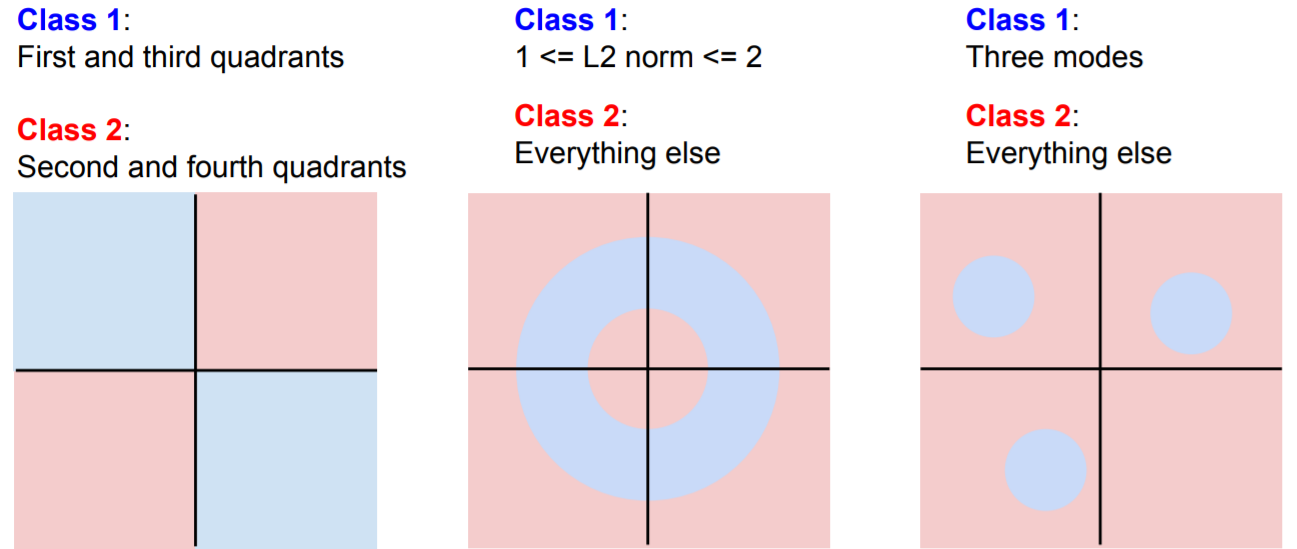 Class 1:
First and third quadrants
Class 2:
Second and fourth quadrants
Class 1:
1 <= L2 norm <= 2
Class 2:
Everything else
Class 1:
Three modes
Class 2:
Everything else